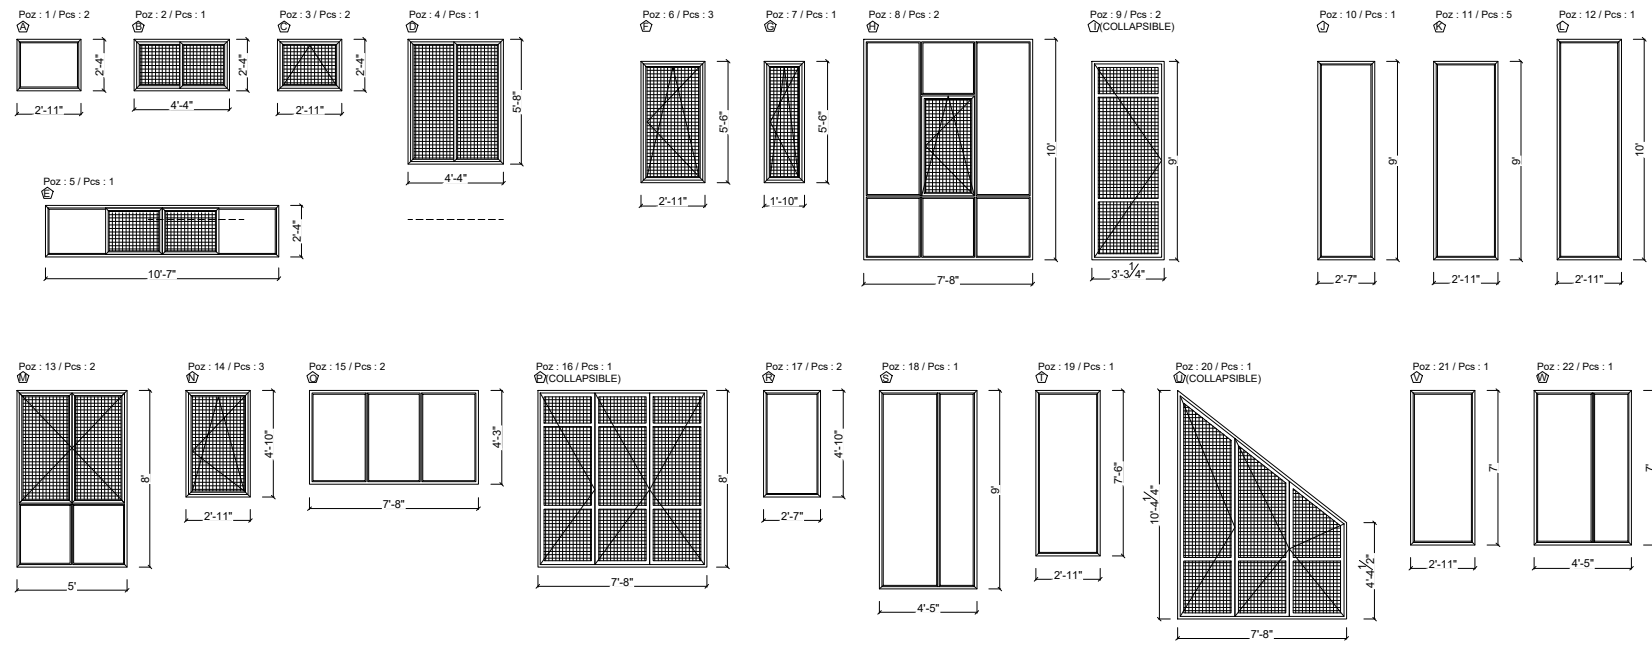 Poz : 1 / Pcs : 2
A
2'-4"
2'-11"
Poz : 2 / Pcs : 1
B
2'-4"
4'-4"
Poz : 3 / Pcs : 2
C
2'-4"
2'-11"
Poz : 4 / Pcs : 1
D
5'-8"
4'-4"
Poz : 5 / Pcs : 1
E
2'-4"
10'-7"
Poz : 6 / Pcs : 3
F
5'-6"
2'-11"
Poz : 7 / Pcs : 1
G
5'-6"
1'-10"
Poz : 8 / Pcs : 2
H
10'
7'-8"
Poz : 9 / Pcs : 2
I (COLLAPSIBLE)
9'
3'-3 1/4"
Poz : 10 / Pcs : 1
J
9'
2'-7"
Poz : 11 / Pcs : 5
K
9'
2'-11"
Poz : 12 / Pcs : 1
L
10'
2'-11"
Poz : 13 / Pcs : 2
M
8'
5'
Poz : 14 / Pcs : 3
N
4'-10"
2'-11"
Poz : 15 / Pcs : 2
O
4'-3"
7'-8"
Poz : 16 / Pcs : 1
P (COLLAPSIBLE)
8'
7'-8"
Poz : 17 / Pcs : 2
R
4'-10"
2'-7"
Poz : 18 / Pcs : 1
S
9'
4'-5"
Poz : 19 / Pcs : 1
T
7'-6"
2'-11"
Poz : 20 / Pcs : 1
U (COLLAPSIBLE)
10'-4 1/4"
4'-4 1/2"
7'-8"
Poz : 21 / Pcs : 1
V
7'
2'-11"
Poz : 22 / Pcs : 1
W
7'
4'-5"